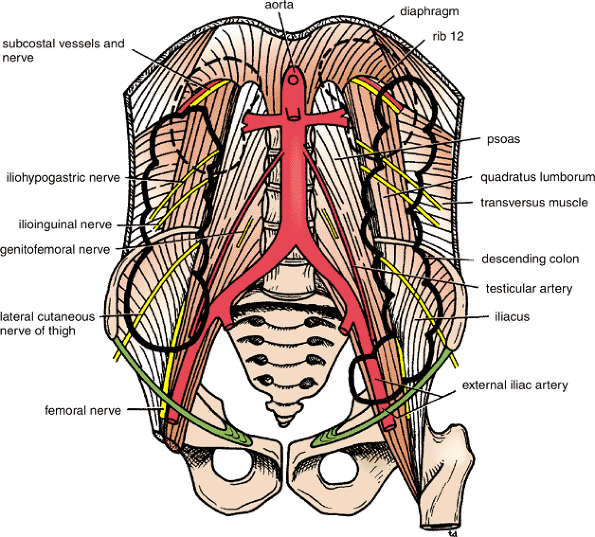 aorta
diaphragm
subcostal vessels and
nerve
rib 12
psoas
iliohypogastric nerve
quadratus lumborum
transversus muscle
ilioinguinal nerve
genitofemoral nerve
descending colon
testicular artery
lateral cutaneous
nerve of thigh
iliacus
external iliac artery
femoral nerve
td